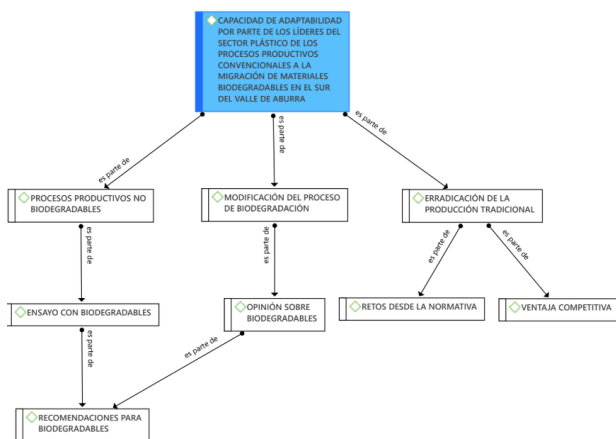 CAPACIDAD DE ADAPTABILIDAD
POR PARTE DE LOS LÍDERES DEL
SECTOR PLÁSTICO DE LOS
PROCESOS PRODUCTIVOS
CONVENCIONALES A LA
MIGRACIÓN DE MATERIALES
BIODEGRADABLES EN EL SUR
DEL VALLE DE ABURRA
es parte de
es parte de
es parte de
PROCESOS PRODUCTIVOS NO
BIODEGRADABLES
MODIFICACIÓN DEL PROCESO
DE BIODEGRADACIÓN
ERRADICACIÓN DE LA
PRODUCCIÓN TRADICIONAL
es parte de
es parte de
es parte de
es parte de
ENSAYO CON BIODEGRADABLES
OPINIÓN SOBRE
BIODEGRADABLES
RETOS DESDE LA NORMATIVA
VENTAJA COMPETITIVA
es parte de
es parte de
RECOMENDACIONES PARA
BIODEGRADABLES